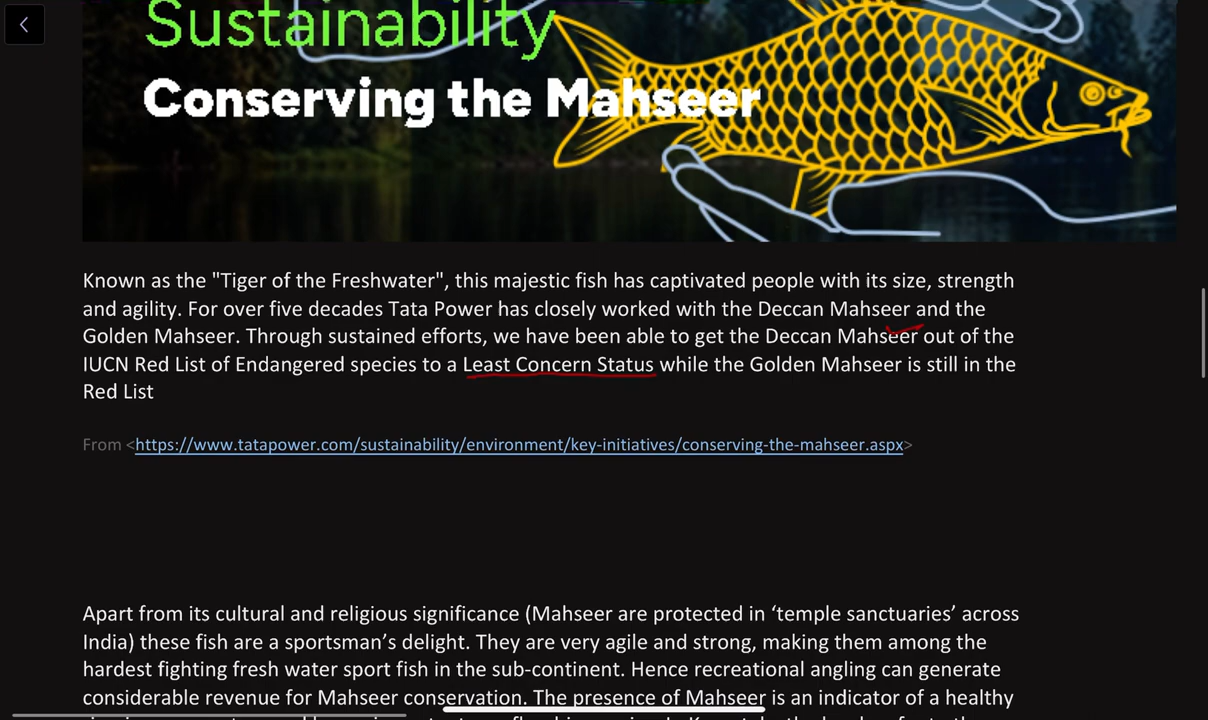 Sustainability
Conserving the Mahseer
Known as the "Tiger of the Freshwater", this majestic fish has captivated people with its size, strength
and agility. For over five decades Tata Power has closely worked with the Deccan Mahseer and the
Golden Mahseer. Through sustained efforts, we have been able to get the Deccan Mahseer out of the
IUCN Red List of Endangered species to a Least Concern Status while the Golden Mahseer is still in the
Red List
From <https://www.tatapower.com/sustainability/environment/key-initiatives/conserving-the-mahseer.aspx>
Apart from its cultural and religious significance (Mahseer are protected in ‘temple sanctuaries’ across
India) these fish are a sportsman’s delight. They are very agile and strong, making them among the
hardest fighting fresh water sport fish in the sub-continent. Hence recreational angling can generate
considerable revenue for Mahseer conservation. The presence of Mahseer is an indicator of a healthy